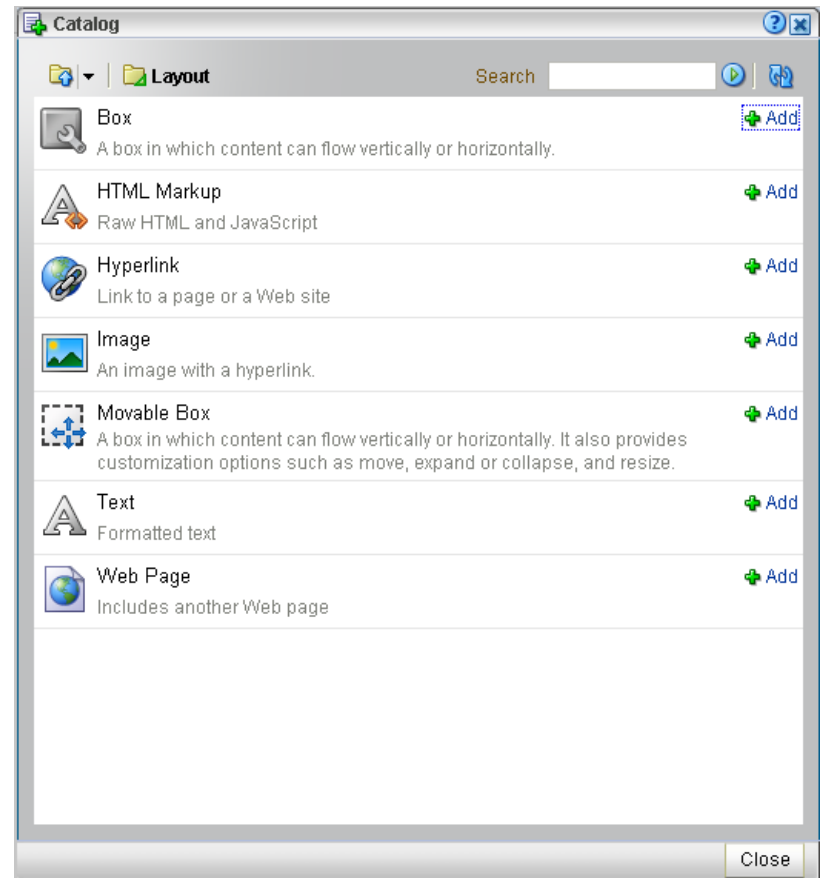 Catalog
Layout Search
Box Add
A box in which content can flow vertically or horizontally.
HTML Markup Add
Raw HTML and JavaScript
Hyperlink Add
Link to a page or a Web site
Image Add
An image with a hyperlink.
Movable Box Add
A box in which content can flow vertically or horizontally. It also provides
customization options such as move, expand or collapse, and resize.
Text Add
Formatted text
Web Page Add
Includes another Web page
Close